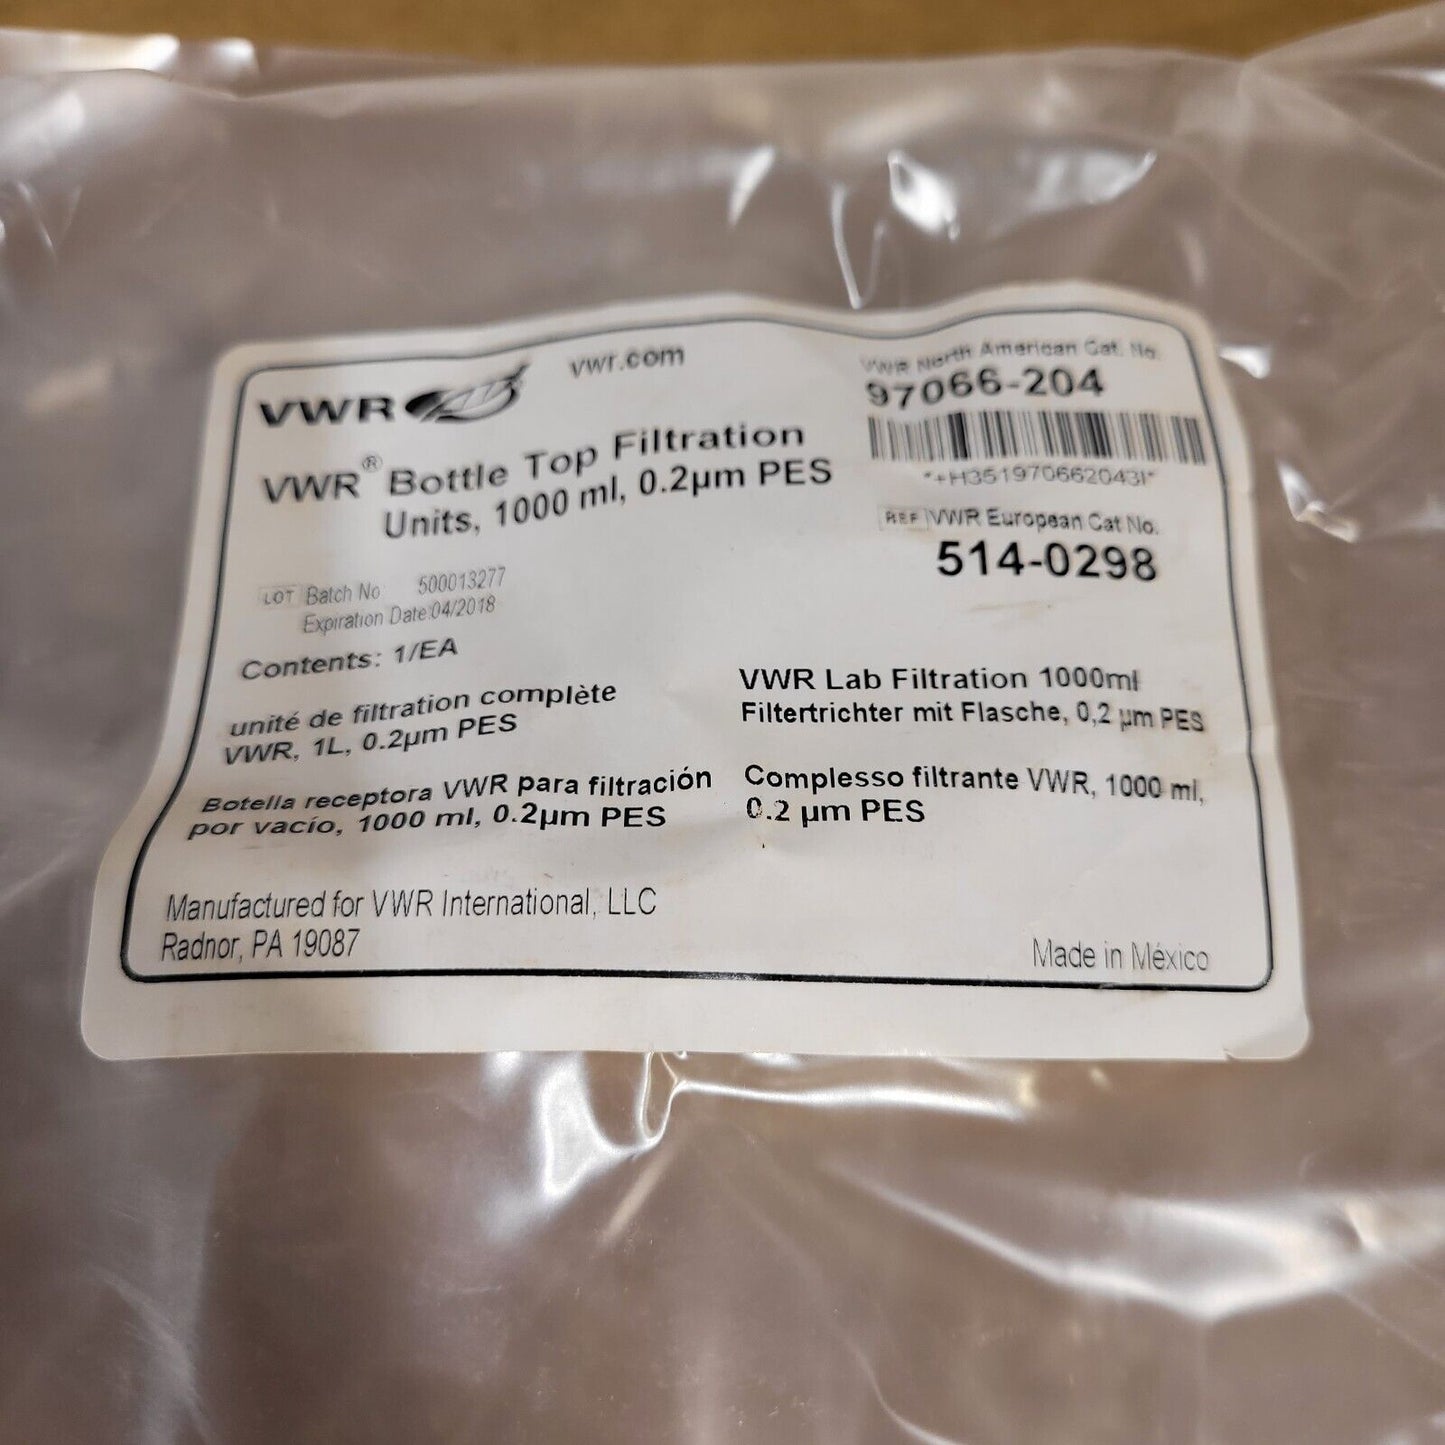 VWR
vwr.com
VWR® Bottle Top Filtration
Units, 1000 ml, 0.2µm PES
VWR North American Cat. No.
97066-204
*+H351970662043I*
REF VWR European Cat No.
514-0298
LOT Batch No 500013277
Expiration Date:04/2018
Contents: 1/EA
unité de filtration complète
VWR, 1L, 0.2µm PES
VWR Lab Filtration 1000ml
Filtertrichter mit Flasche, 0,2 µm PES
Botella receptora VWR para filtración
por vacío, 1000 ml, 0.2µm PES
Complesso filtrante VWR, 1000 ml,
0.2 µm PES
Manufactured for VWR International, LLC
Radnor, PA 19087
Made in México